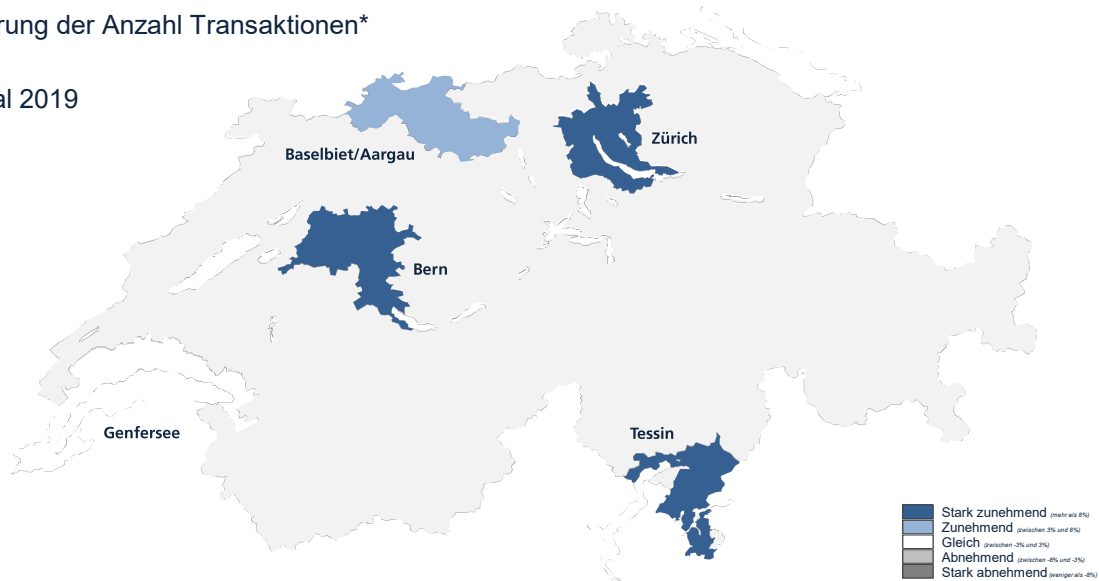 rung der Anzahl Transaktionen*
al 2019
Zürich
Baselbiet/Aargau
Bern
Genfersee
Tessin
Stark zunehmend (mehr als 8%)
Zunehmend (zwischen 3% und 8%)
Gleich (zwischen -3% und 3%)
Abnehmend (zwischen -8% und -3%)
Stark abnehmend (weniger als -8%)